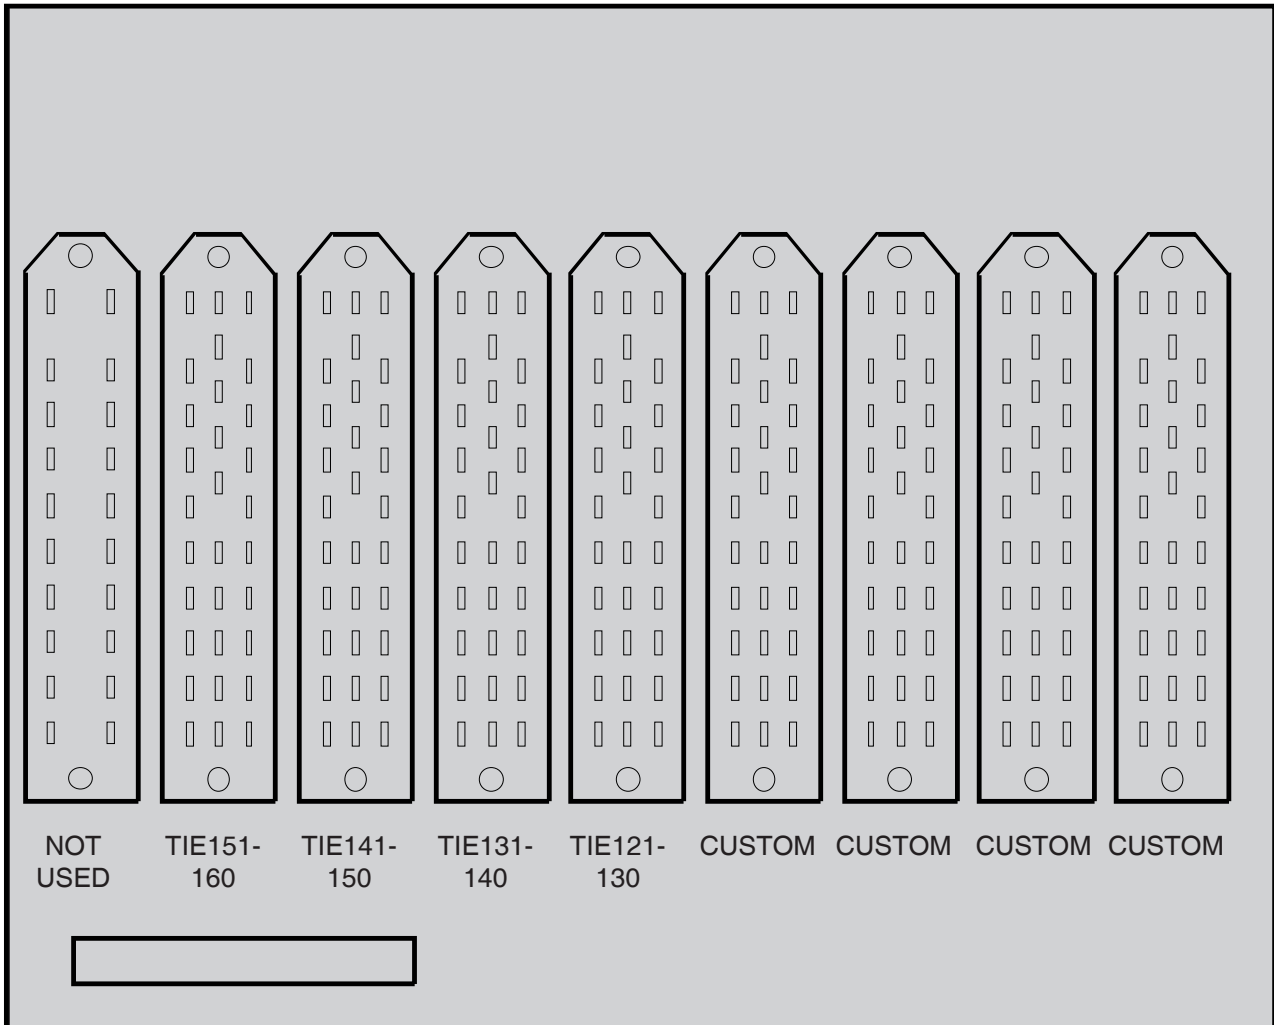 NOT USED
TIE151-160
TIE141-150
TIE131-140
TIE121-130
CUSTOM
CUSTOM
CUSTOM
CUSTOM